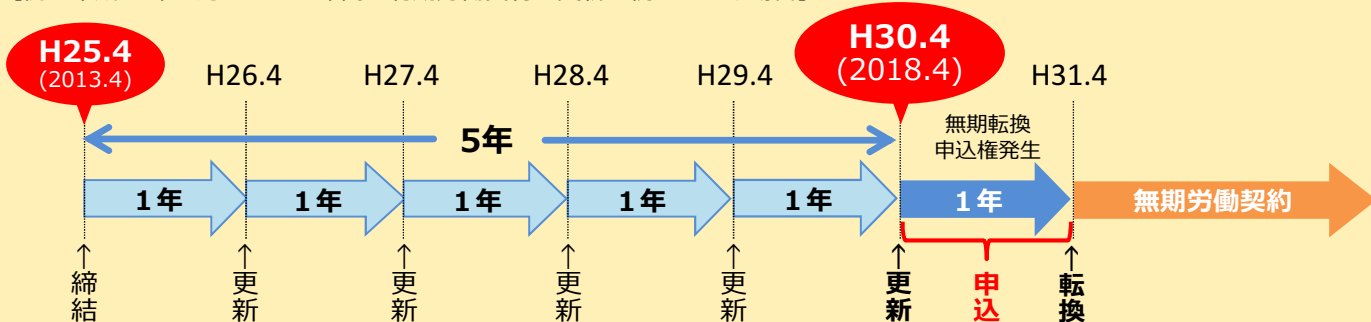 H25.4
(2013.4)
H26.4
H27.4
H28.4
H29.4
H30.4
(2018.4)
H31.4
5年
無期転換
申込権発生
1年
1年
1年
1年
1年
1年
無期労働契約
↑締結
↑更新
↑更新
↑更新
↑更新
↑更新
申込
↑転換